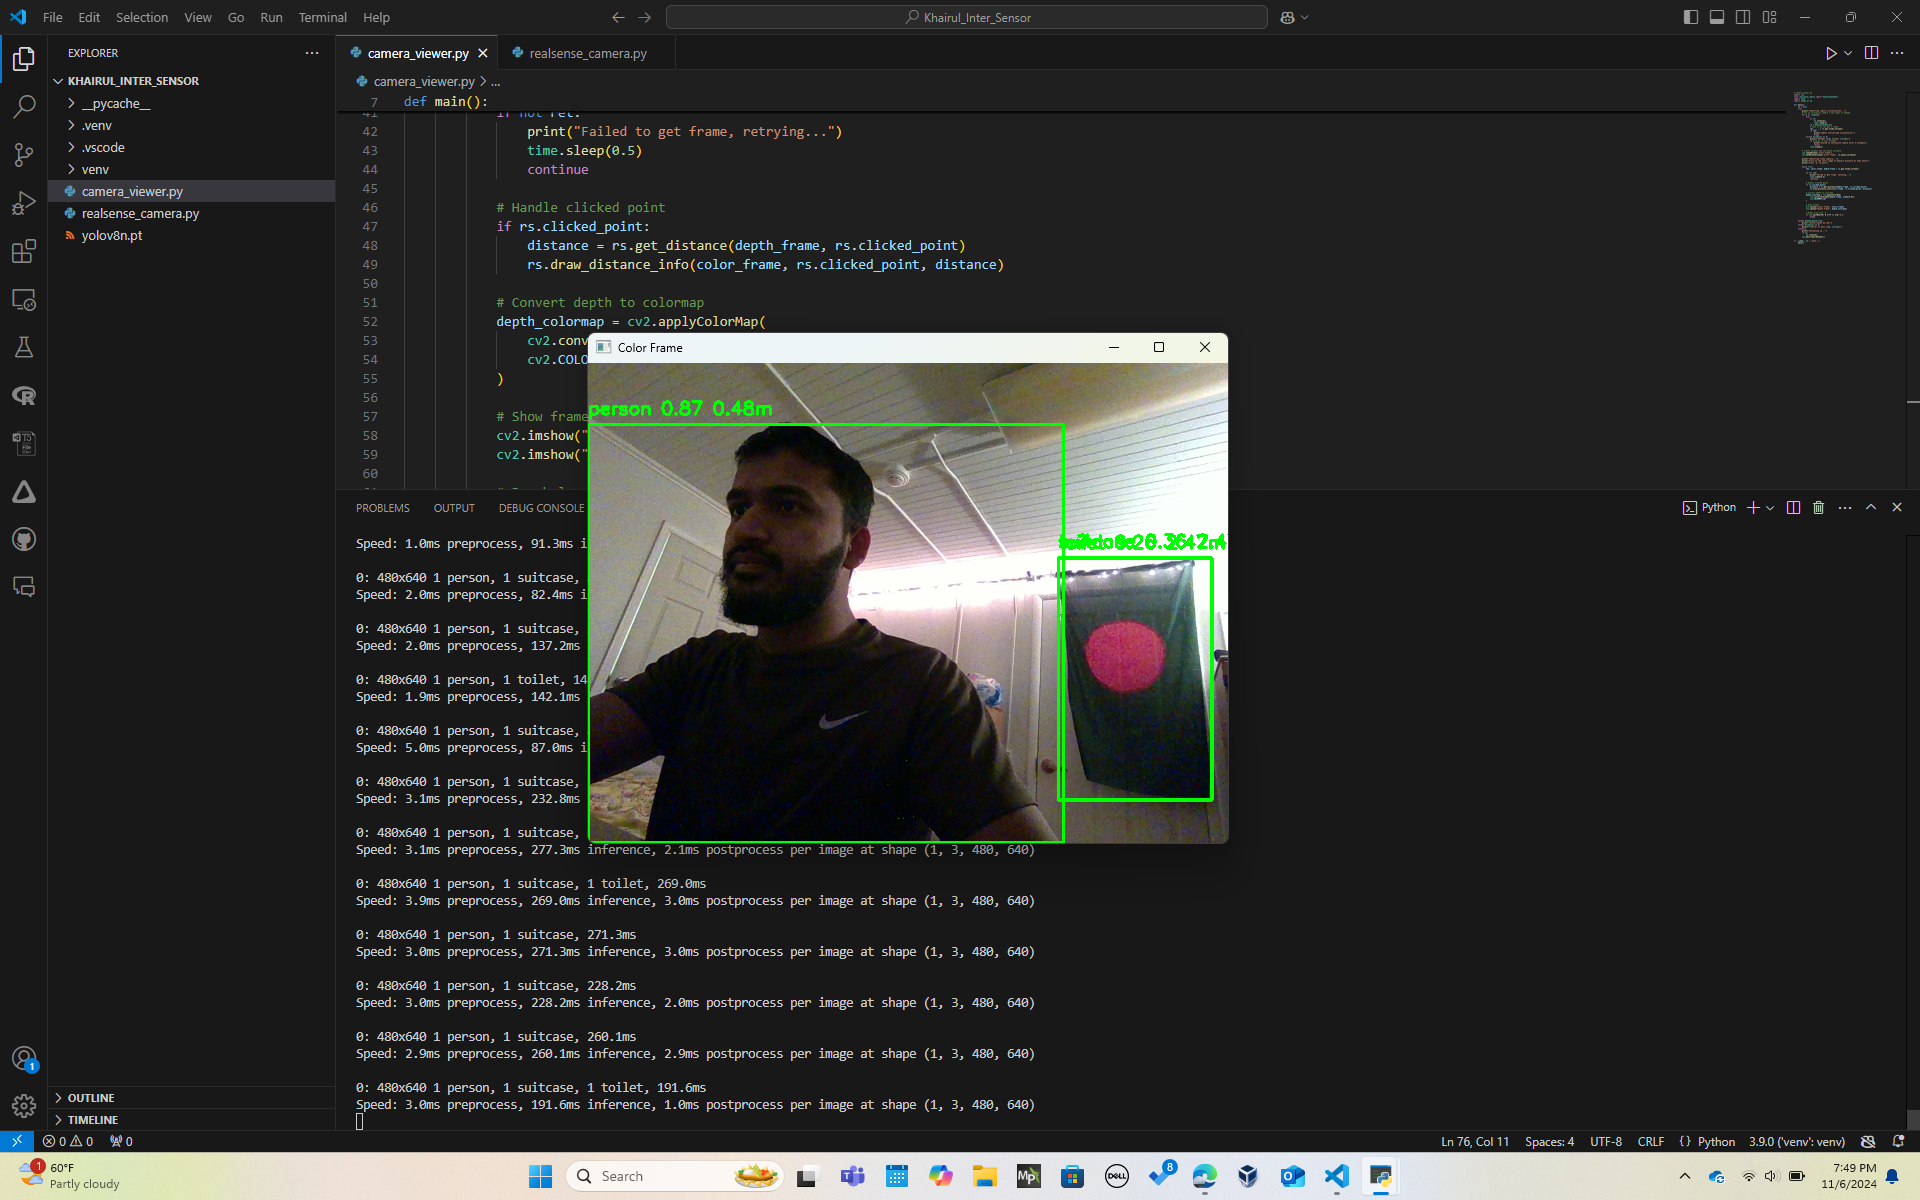 File Edit Selection View Go Run Terminal Help
Khairul_Inter_Sensor
EXPLORER
KHAIRUL_INTER_SENSOR
__pycache__
.venv
.vscode
venv
camera_viewer.py
realsense_camera.py
yolov8n.pt
OUTLINE
TIMELINE
camera_viewer.py realsense_camera.py
camera_viewer.py > ...
7 def main():
41 if not ret:
42 print("Failed to get frame, retrying...")
43 time.sleep(0.5)
44 continue
45
46 # Handle clicked point
47 if rs.clicked_point:
48 distance = rs.get_distance(depth_frame, rs.clicked_point)
49 rs.draw_distance_info(color_frame, rs.clicked_point, distance)
50
51 # Convert depth to colormap
52 depth_colormap = cv2.applyColorMap(
53 cv2.conv
54 cv2.COLO
55 )
56
57 # Show frame
58 cv2.imshow("
59 cv2.imshow("
60
Color Frame
person 0.87 0.48m
PROBLEMS OUTPUT DEBUG CONSOLE
Python
Speed: 1.0ms preprocess, 91.3ms i
0: 480x640 1 person, 1 suitcase,
Speed: 2.0ms preprocess, 82.4ms i
0: 480x640 1 person, 1 suitcase,
Speed: 2.0ms preprocess, 137.2ms
0: 480x640 1 person, 1 toilet, 14
Speed: 1.9ms preprocess, 142.1ms
0: 480x640 1 person, 1 suitcase,
Speed: 5.0ms preprocess, 87.0ms i
0: 480x640 1 person, 1 suitcase,
Speed: 3.1ms preprocess, 232.8ms
0: 480x640 1 person, 1 suitcase,
Speed: 3.1ms preprocess, 277.3ms inference, 2.1ms postprocess per image at shape (1, 3, 480, 640)
0: 480x640 1 person, 1 suitcase, 1 toilet, 269.0ms
Speed: 3.9ms preprocess, 269.0ms inference, 3.0ms postprocess per image at shape (1, 3, 480, 640)
0: 480x640 1 person, 1 suitcase, 271.3ms
Speed: 3.0ms preprocess, 271.3ms inference, 3.0ms postprocess per image at shape (1, 3, 480, 640)
0: 480x640 1 person, 1 suitcase, 228.2ms
Speed: 3.0ms preprocess, 228.2ms inference, 2.0ms postprocess per image at shape (1, 3, 480, 640)
0: 480x640 1 person, 1 suitcase, 260.1ms
Speed: 2.9ms preprocess, 260.1ms inference, 2.9ms postprocess per image at shape (1, 3, 480, 640)
0: 480x640 1 person, 1 suitcase, 1 toilet, 191.6ms
Speed: 3.0ms preprocess, 191.6ms inference, 1.0ms postprocess per image at shape (1, 3, 480, 640)
1
0 0 0 Ln 76, Col 11 Spaces: 4 UTF-8 CRLF {} Python 3.9.0 ('venv': venv)
1 60°F
Partly cloudy
Search
DELL
8
7:49 PM
11/6/2024